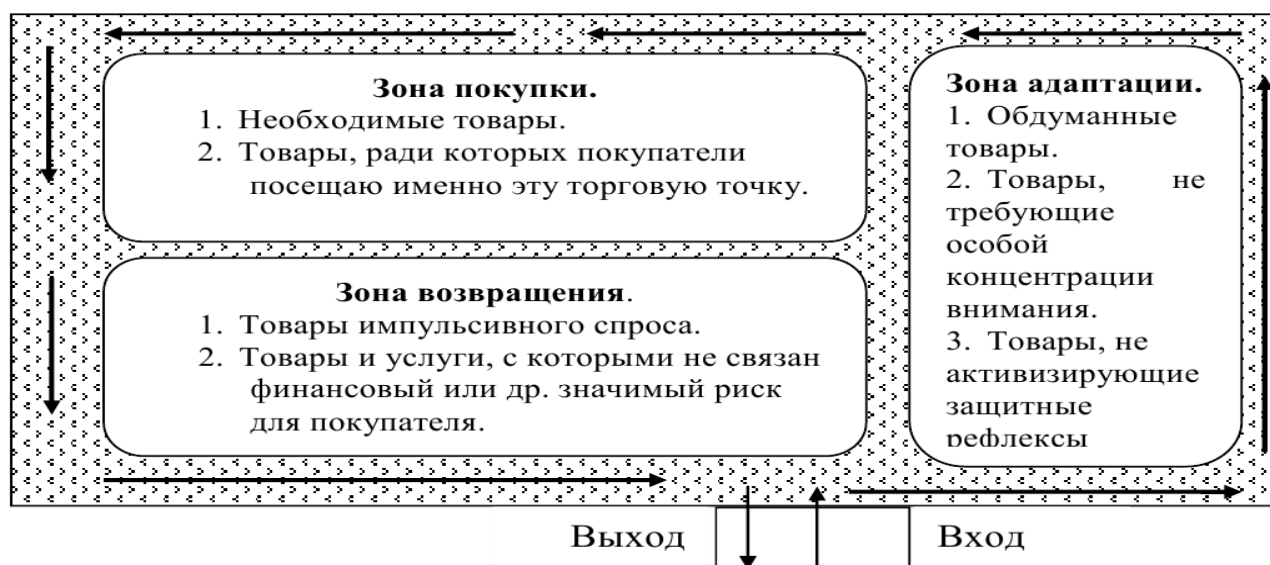 Зона покупки.
1. Необходимые товары.
2. Товары, ради которых покупатели
посещаю именно эту торговую точку.
Зона возвращения.
1. Товары импульсивного спроса.
2. Товары и услуги, с которыми не связан
финансовый или др. значимый риск
для покупателя.
Зона адаптации.
1. Обдуманные
товары.
2. Товары, не
требующие
особой
концентрации
внимания.
3. Товары, не
активизирующие
защитные
рефлексы
Выход
Вход